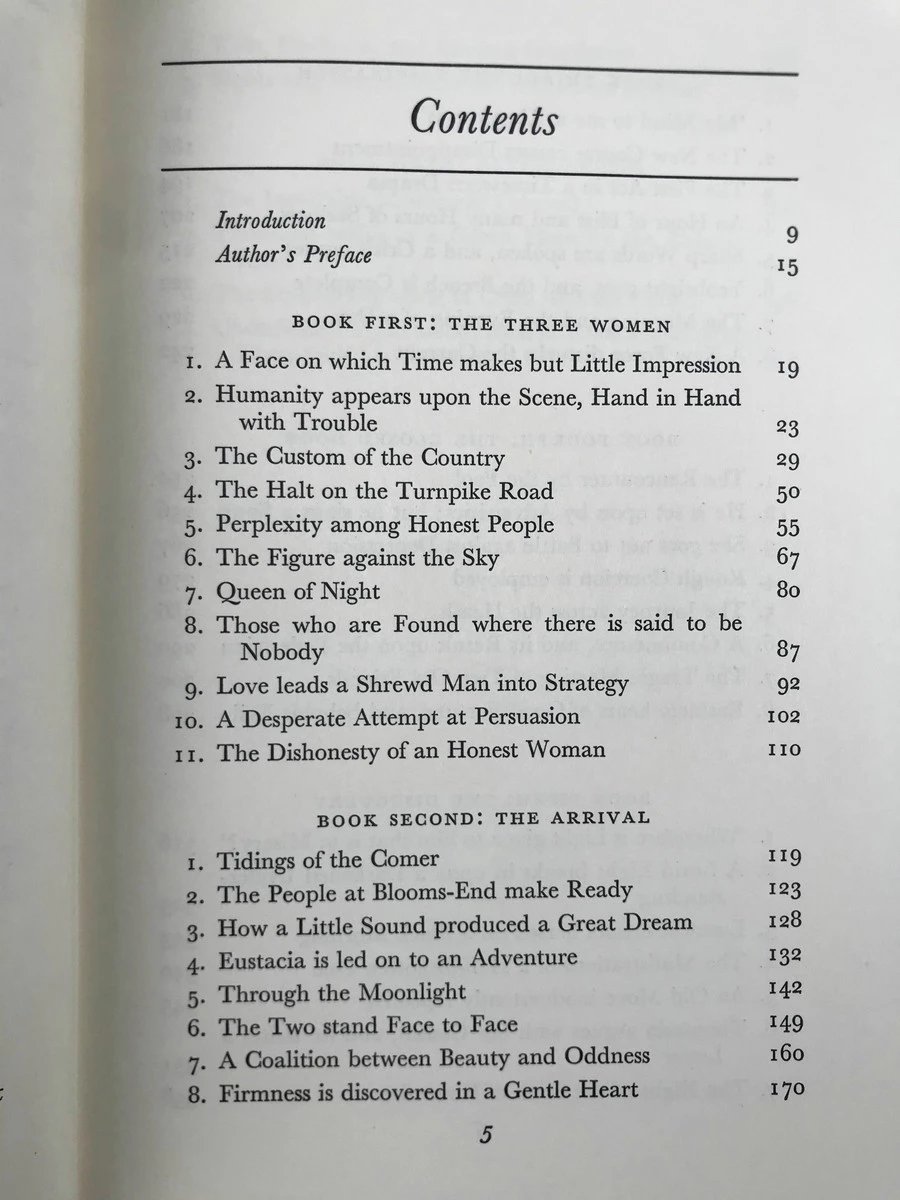 Contents
Introduction 9
Author's Preface 15
BOOK FIRST: THE THREE WOMEN
1. A Face on which Time makes but Little Impression 19
2. Humanity appears upon the Scene, Hand in Hand
with Trouble 23
3. The Custom of the Country 29
4. The Halt on the Turnpike Road 50
5. Perplexity among Honest People 55
6. The Figure against the Sky 67
7. Queen of Night 80
8. Those who are Found where there is said to be
Nobody 87
9. Love leads a Shrewd Man into Strategy 92
10. A Desperate Attempt at Persuasion 102
11. The Dishonesty of an Honest Woman 110
BOOK SECOND: THE ARRIVAL
1. Tidings of the Comer 119
2. The People at Blooms-End make Ready 123
3. How a Little Sound produced a Great Dream 128
4. Eustacia is led on to an Adventure 132
5. Through the Moonlight 142
6. The Two stand Face to Face 149
7. A Coalition between Beauty and Oddness 160
8. Firmness is discovered in a Gentle Heart 170
5